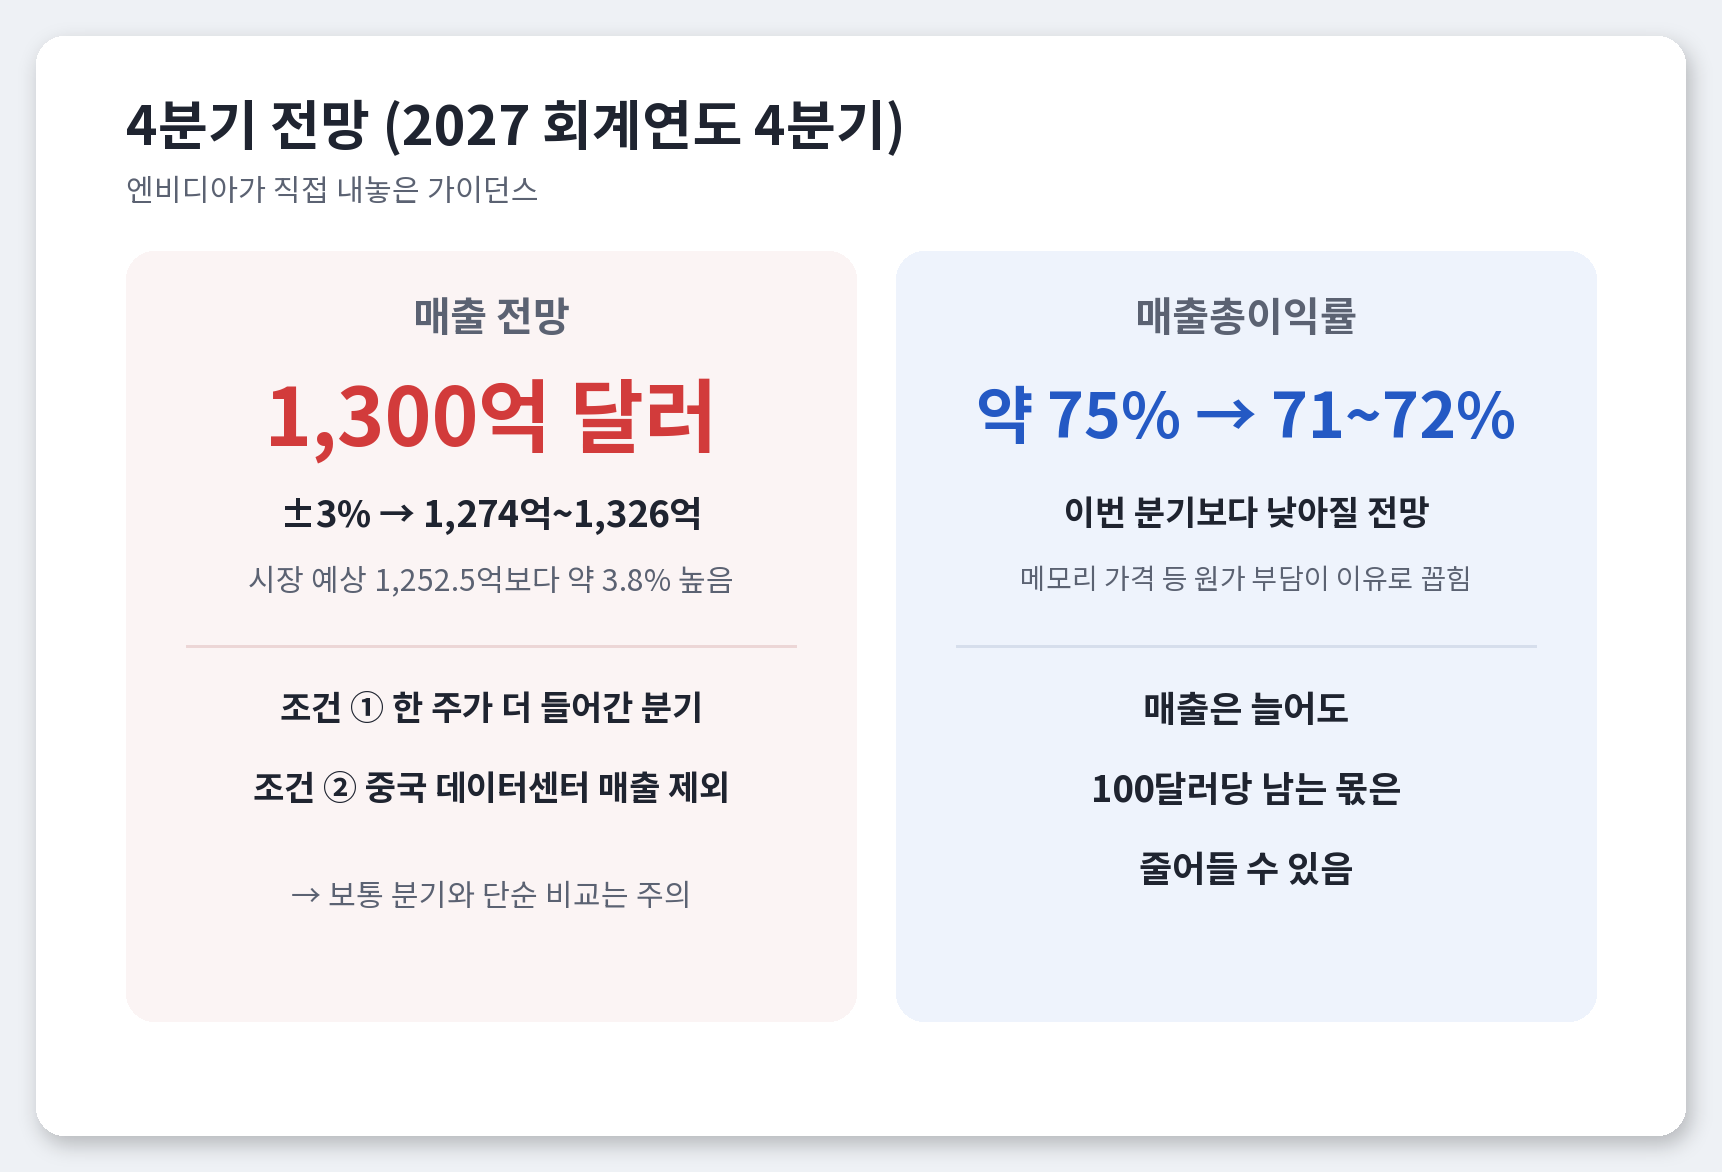 4분기 전망 (2027 회계연도 4분기)
엔비디아가 직접 내놓은 가이던스
매출 전망
1,300억 달러
±3% → 1,274억~1,326억
시장 예상 1,252.5억보다 약 3.8% 높음
조건 ① 한 주가 더 들어간 분기
조건 ② 중국 데이터센터 매출 제외
→ 보통 분기와 단순 비교는 주의
매출총이익률
약 75% → 71~72%
이번 분기보다 낮아질 전망
메모리 가격 등 원가 부담이 이유로 꼽힘
매출은 늘어도
100달러당 남는 몫은
줄어들 수 있음